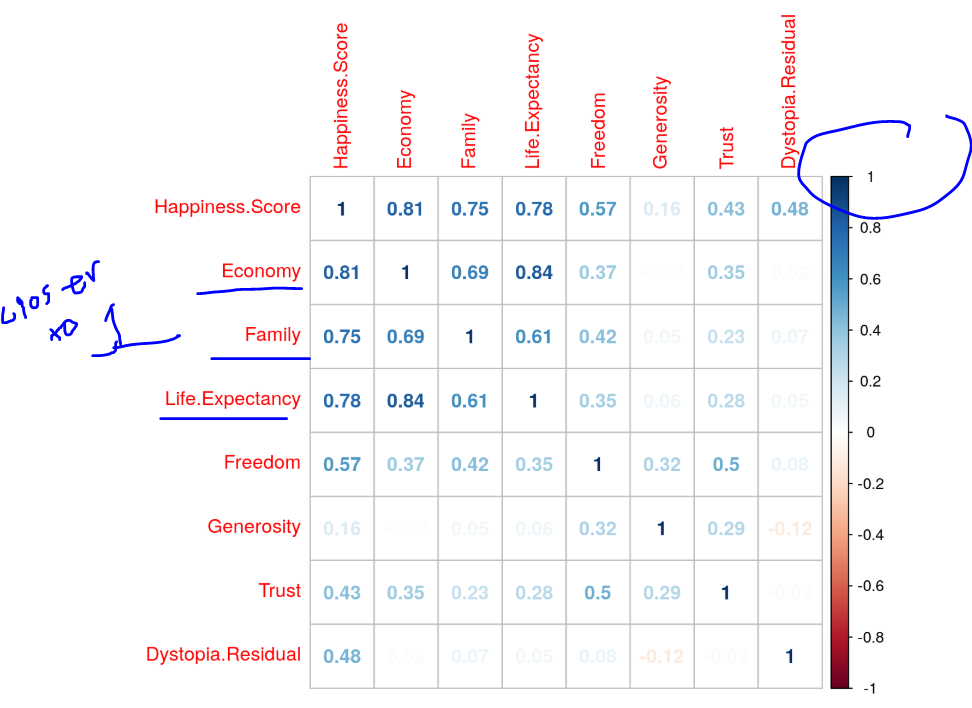 Happiness.Score Economy Family Life.Expectancy Freedom Generosity Trust Dystopia.Residual
Happiness.Score 1 0.81 0.75 0.78 0.57 0.16 0.43 0.48
Economy 0.81 1 0.69 0.84 0.37 -0.02 0.35 0.02
Family 0.75 0.69 1 0.61 0.42 0.05 0.23 0.07
Life.Expectancy 0.78 0.84 0.61 1 0.35 0.06 0.28 0.05
Freedom 0.57 0.37 0.42 0.35 1 0.32 0.5 0.08
Generosity 0.16 -0.02 0.05 0.06 0.32 1 0.29 -0.12
Trust 0.43 0.35 0.23 0.28 0.5 0.29 1 -0.02
Dystopia.Residual 0.48 0.02 0.07 0.05 0.08 -0.12 -0.02 1
1
0.8
0.6
0.4
0.2
0
-0.2
-0.4
-0.6
-0.8
-1
closer
to 1